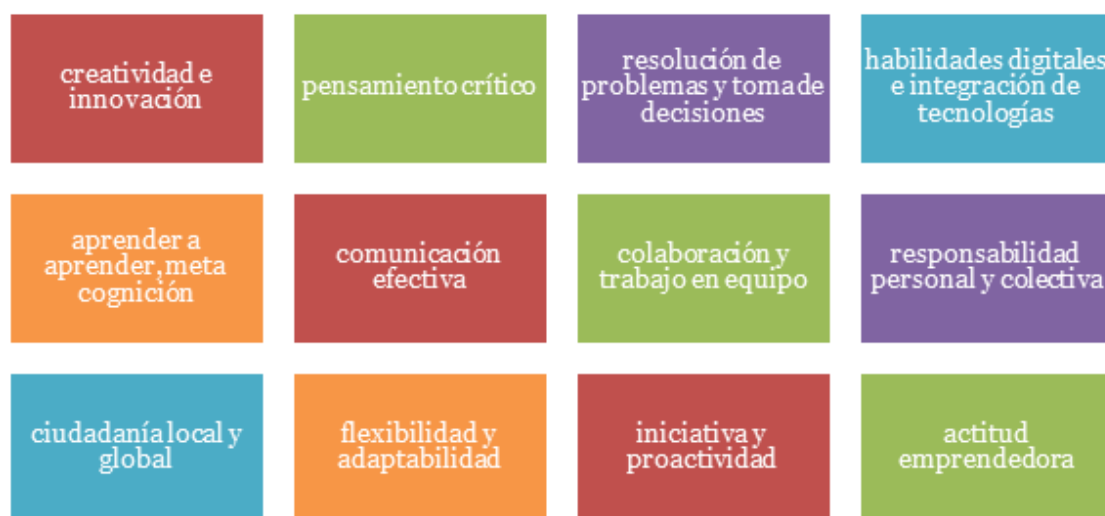 creatividad e
innovación
pensamiento crítico
resolución de
problemas y toma de
decisiones
habilidades digitales
e integración de
tecnologías
aprender a
aprender, meta
cognición
comunicación
efectiva
colaboración y
trabajo en equipo
responsabilidad
personal y colectiva
ciudadanía local y
global
flexibilidad y
adaptabilidad
iniciativa y
proactividad
actitud
emprendedora